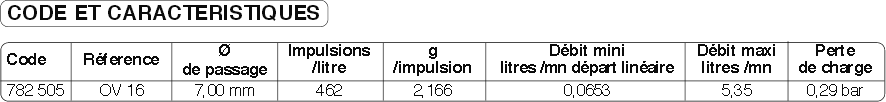 CODE ET CARACTERISTIQUES
Code Réference Ø de passage Impulsions /litre g /impulsion Débit mini litres /mn départ linéaire Débit maxi litres /mn Perte de charge
782 505 OV 16 7,00 mm 462 2,166 0,0653 5,35 0,29 bar